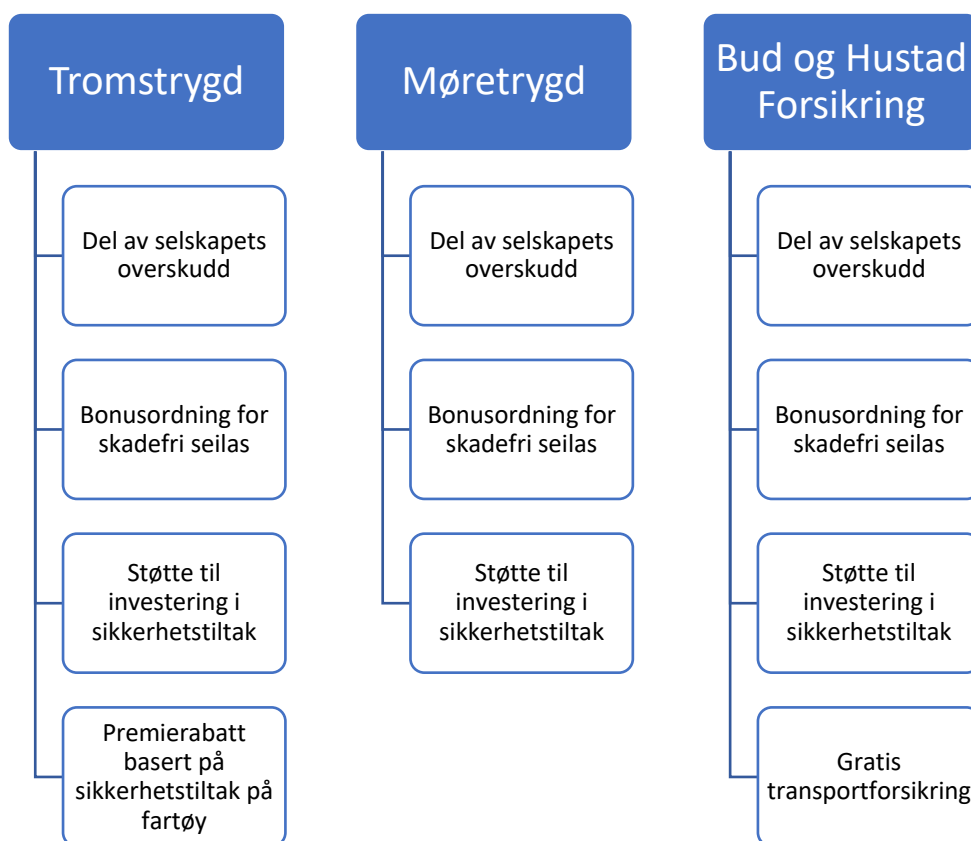 Tromstrygd
Del av selskapets
overskudd
Bonusordning for
skadefri seilas
Støtte til
investering i
sikkerhetstiltak
Premierabatt
basert på
sikkerhetstiltak på
fartøy
Møretrygd
Del av selskapets
overskudd
Bonusordning for
skadefri seilas
Støtte til
investering i
sikkerhetstiltak
Bud og Hustad
Forsikring
Del av selskapets
overskudd
Bonusordning for
skadefri seilas
Støtte til
investering i
sikkerhetstiltak
Gratis
transportforsikring